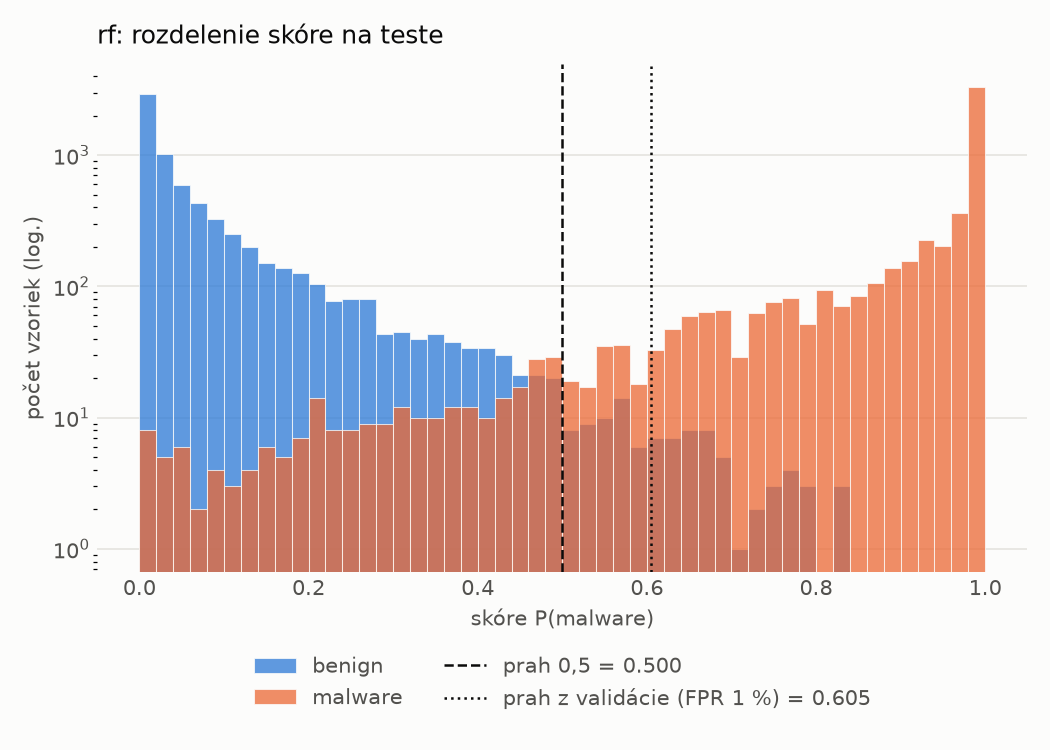 rf: rozdelenie skóre na teste
počet vzoriek (log.)
10³
10²
10¹
10⁰
0.0 0.2 0.4 0.6 0.8 1.0
skóre P(malware)
benign
malware
prah 0,5 = 0.500
prah z validácie (FPR 1 %) = 0.605